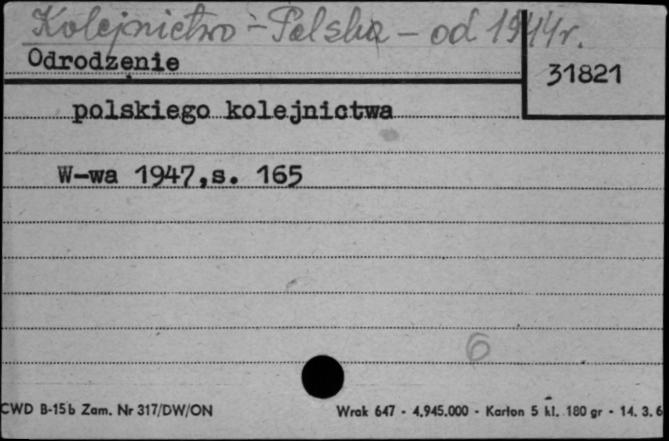 Kolejnictwo - Polska - od 1944r.
Odrodzenie
31821
polskiego kolejnictwa
W-wa 1947,s. 165
6
CWD B-15b Zam. Nr 317/DW/ON
Wrak 647 - 4.945.000 - Karton 5 kl. 180 gr - 14. 3. 6